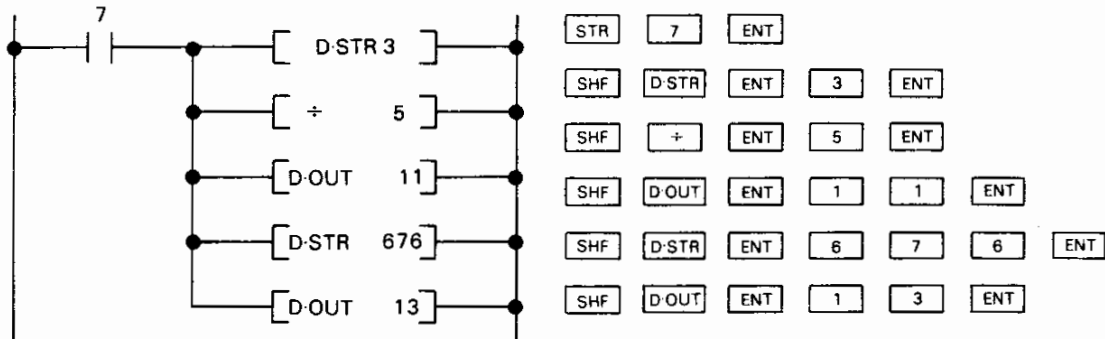 7
D·STR 3
÷ 5
D·OUT 11
D·STR 676
D·OUT 13
STR 7 ENT
SHF D·STR ENT 3 ENT
SHF ÷ ENT 5 ENT
SHF D·OUT ENT 1 1 ENT
SHF D·STR ENT 6 7 6 ENT
SHF D·OUT ENT 1 3 ENT